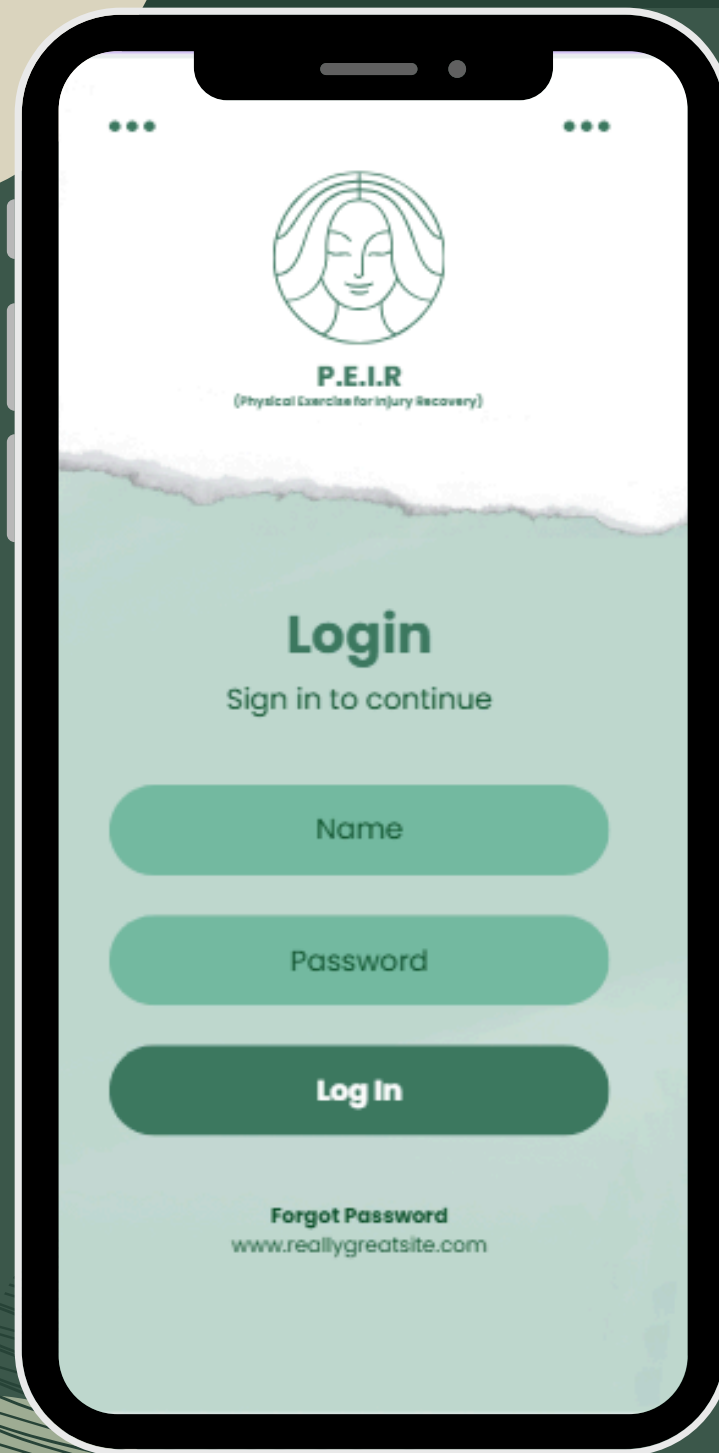 P.E.I.R
(Physical Exercise for Injury Recovery)
Login
Sign in to continue
Name
Password
Log In
Forgot Password
www.reallygreatsite.com